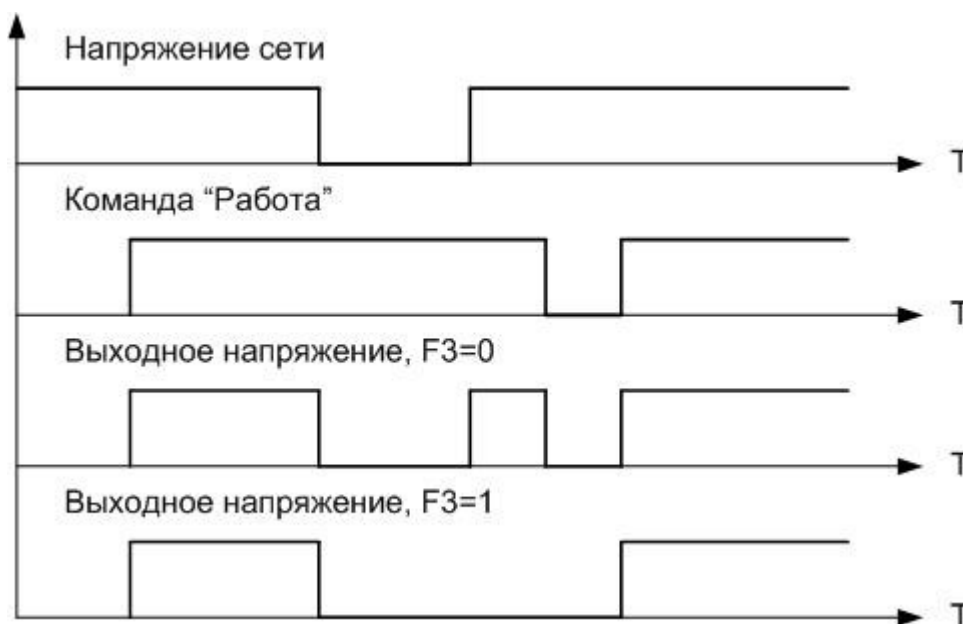 Напряжение сети
T
Команда “Работа”
T
Выходное напряжение, F3=0
T
Выходное напряжение, F3=1
T